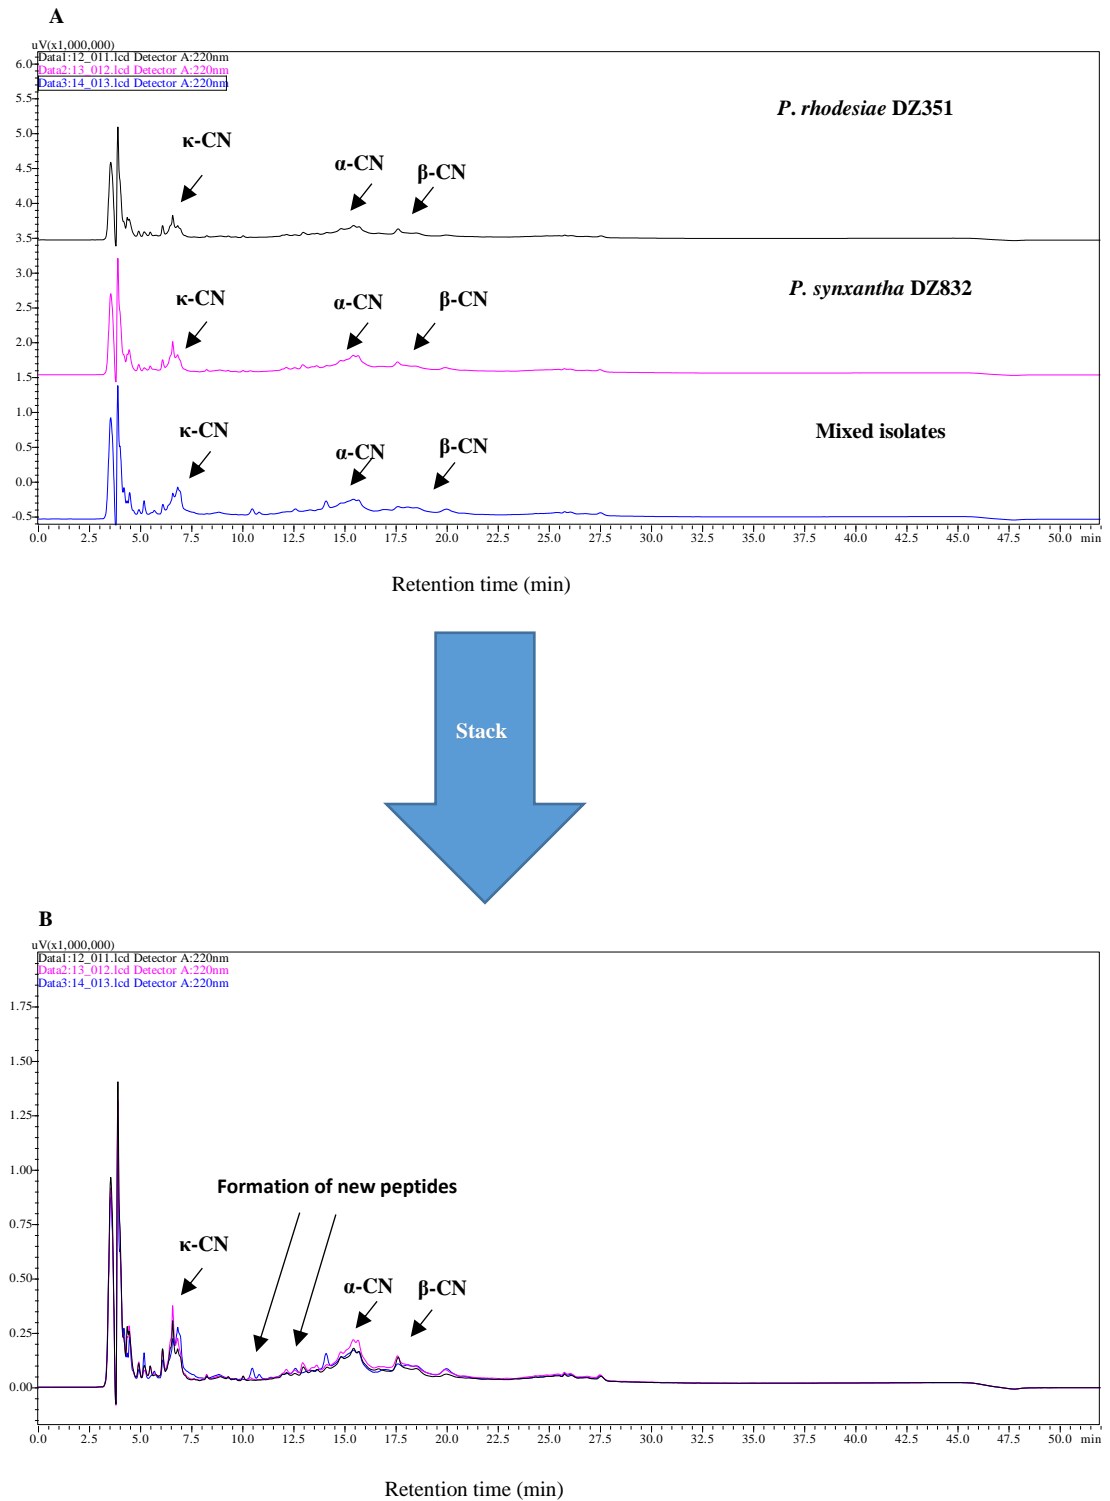 A
uV(x1,000,000)
Data1:12_011.lcd Detector A:220nm
Data2:13_012.lcd Detector A:220nm
Data3:14_013.lcd Detector A:220nm
6.0
5.5
5.0
4.5
4.0
3.5
3.0
2.5
2.0
1.5
1.0
0.5
0.0
-0.5
P. rhodesiae DZ351
κ-CN
α-CN
β-CN
P. synxantha DZ832
κ-CN
α-CN
β-CN
Mixed isolates
κ-CN
α-CN
β-CN
0.0 2.5 5.0 7.5 10.0 12.5 15.0 17.5 20.0 22.5 25.0 27.5 30.0 32.5 35.0 37.5 40.0 42.5 45.0 47.5 50.0 min
Retention time (min)
Stack
B
uV(x1,000,000)
Data1:12_011.lcd Detector A:220nm
Data2:13_012.lcd Detector A:220nm
Data3:14_013.lcd Detector A:220nm
1.75
1.50
1.25
1.00
0.75
0.50
0.25
0.00
Formation of new peptides
κ-CN
α-CN
β-CN
0.0 2.5 5.0 7.5 10.0 12.5 15.0 17.5 20.0 22.5 25.0 27.5 30.0 32.5 35.0 37.5 40.0 42.5 45.0 47.5 50.0 min
Retention time (min)